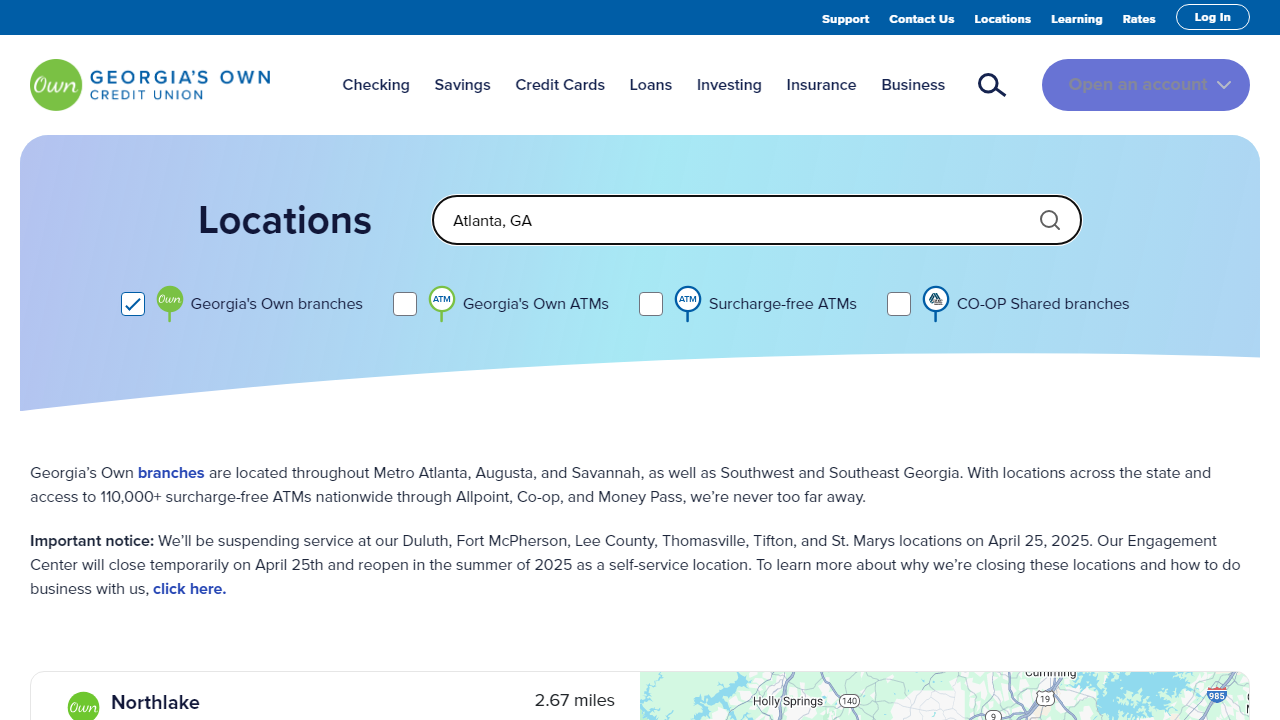 Support Contact Us Locations Learning Rates Log In
Own GEORGIA'S OWN
CREDIT UNION
Checking Savings Credit Cards Loans Investing Insurance Business Open an account
Locations
Atlanta, GA
Own Georgia's Own branches ATM Georgia's Own ATMs ATM Surcharge-free ATMs CO-OP Shared branches
Georgia’s Own branches are located throughout Metro Atlanta, Augusta, and Savannah, as well as Southwest and Southeast Georgia. With locations across the state and
access to 110,000+ surcharge-free ATMs nationwide through Allpoint, Co-op, and Money Pass, we’re never too far away.
Important notice: We’ll be suspending service at our Duluth, Fort McPherson, Lee County, Thomasville, Tifton, and St. Marys locations on April 25, 2025. Our Engagement
Center will close temporarily on April 25th and reopen in the summer of 2025 as a self-service location. To learn more about why we’re closing these locations and how to do
business with us, click here.
Own Northlake 2.67 miles
Cumming
Holly Springs 140 19 985
9